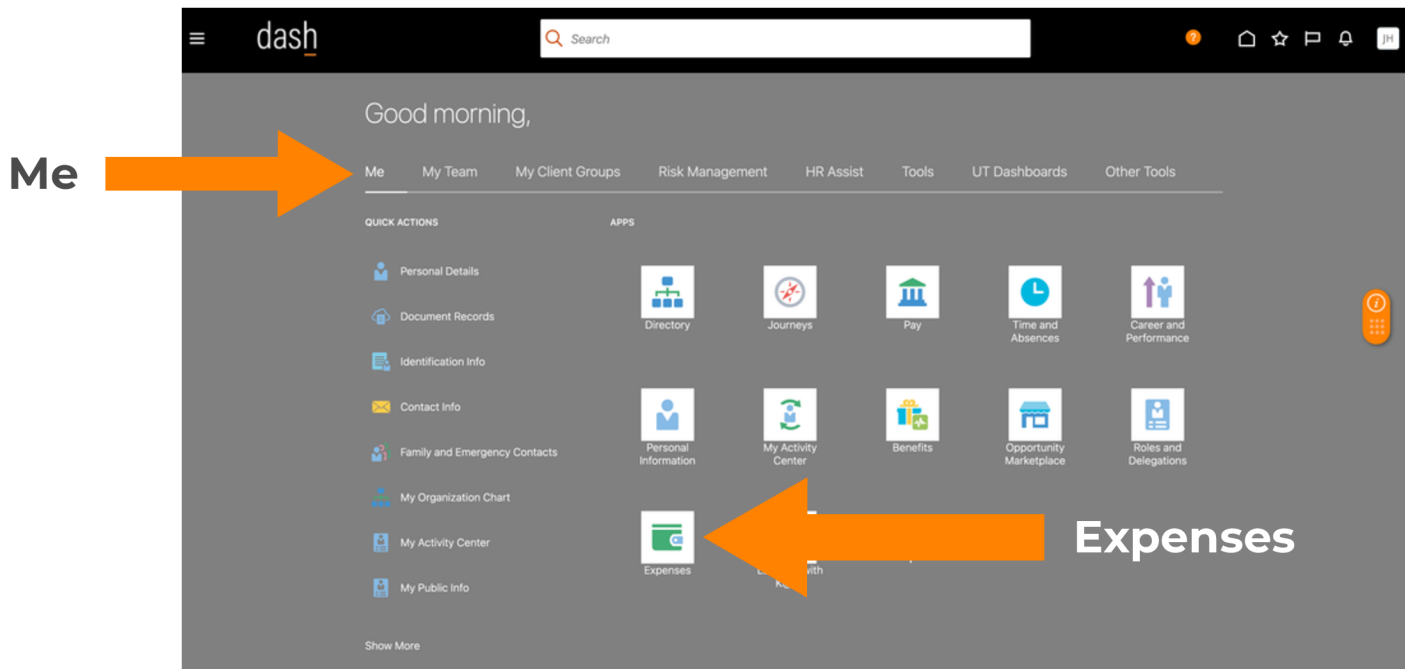 dash
Search
?
JH
Good morning,
Me
Me
My Team
My Client Groups
Risk Management
HR Assist
Tools
UT Dashboards
Other Tools
QUICK ACTIONS
APPS
Personal Details
Document Records
Identification Info
Contact Info
Family and Emergency Contacts
My Organization Chart
My Activity Center
My Public Info
Show More
Directory
Journeys
Pay
Time and
Absences
Career and
Performance
Personal
Information
My Activity
Center
Benefits
Opportunity
Marketplace
Roles and
Delegations
Expenses
Expenses